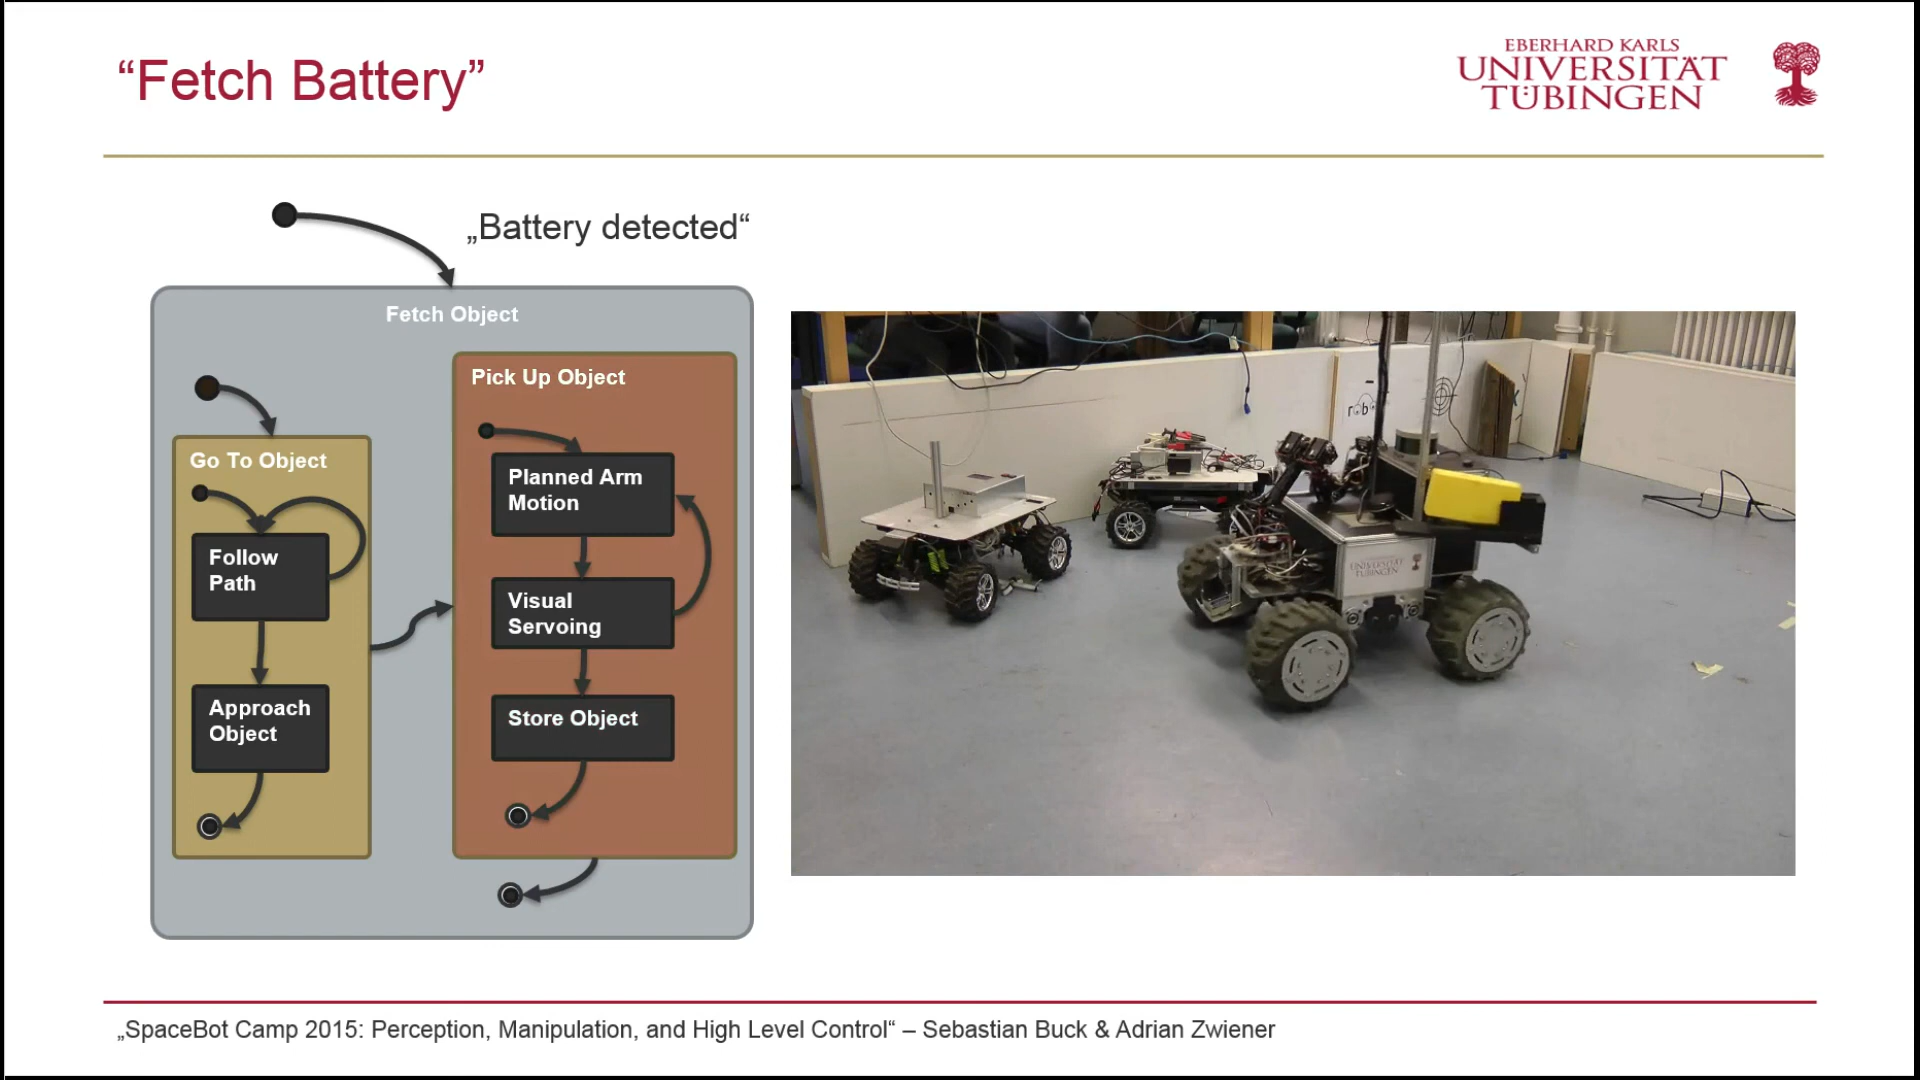 “Fetch Battery”
EBERHARD KARLS
UNIVERSITÄT
TÜBINGEN
„Battery detected“
Fetch Object
Go To Object
Follow
Path
Approach
Object
Pick Up Object
Planned Arm
Motion
Visual
Servoing
Store Object
UNIVERSITÄT
TÜBINGEN
„SpaceBot Camp 2015: Perception, Manipulation, and High Level Control“ – Sebastian Buck & Adrian Zwiener